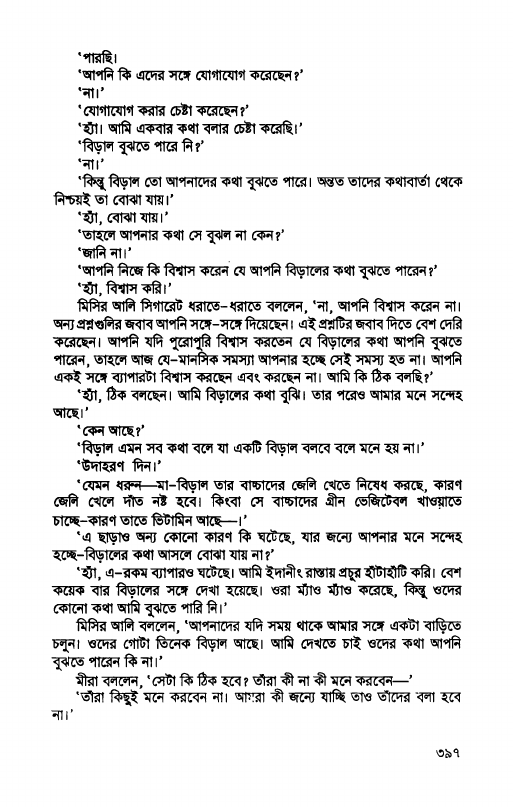 ‘পারছি।
‘আপনি কি এদের সঙ্গে যোগাযোগ করেছেন?’
‘না।’
‘যোগাযোগ করার চেষ্টা করেছেন?’
‘হ্যাঁ। আমি একবার কথা বলার চেষ্টা করেছি।’
‘বিড়াল বুঝতে পারে নি?’
‘না।’
‘কিন্তু বিড়াল তো আপনাদের কথা বুঝতে পারে। অন্তত তাদের কথাবার্তা থেকে
নিশ্চয়ই তা বোঝা যায়।’
‘হ্যাঁ, বোঝা যায়।’
‘তাহলে আপনার কথা সে বুঝল না কেন?’
‘জানি না।’
‘আপনি নিজে কি বিশ্বাস করেন যে আপনি বিড়ালের কথা বুঝতে পারেন?’
‘হ্যাঁ, বিশ্বাস করি।’
মিসির আলি সিগারেট ধরাতে-ধরাতে বললেন, ‘না, আপনি বিশ্বাস করেন না।
অন্য প্রশ্নগুলির জবাব আপনি সঙ্গে-সঙ্গে দিয়েছেন। এই প্রশ্নটির জবাব দিতে বেশ দেরি
করেছেন। আপনি যদি পুরোপুরি বিশ্বাস করতেন যে বিড়ালের কথা আপনি বুঝতে
পারেন, তাহলে আজ যে-মানসিক সমস্যা আপনার হচ্ছে সেই সমস্য হত না। আপনি
একই সঙ্গে ব্যাপারটা বিশ্বাস করছেন এবং করছেন না। আমি কি ঠিক বলছি?’
‘হ্যাঁ, ঠিক বলছেন। আমি বিড়ালের কথা বুঝি। তার পরেও আমার মনে সন্দেহ
আছে।’
‘কেন আছে?’
‘বিড়াল এমন সব কথা বলে যা একটি বিড়াল বলবে বলে মনে হয় না।’
‘উদাহরণ দিন।’
‘যেমন ধরুন—মা-বিড়াল তার বাচ্চাদের জেলি খেতে নিষেধ করছে, কারণ
জেলি খেলে দাঁত নষ্ট হবে। কিংবা সে বাচ্চাদের গ্রীন ভেজিটেবল খাওয়াতে
চাচ্ছে-কারণ তাতে ভিটামিন আছে—।’
‘এ ছাড়াও অন্য কোনো কারণ কি ঘটেছে, যার জন্যে আপনার মনে সন্দেহ
হচ্ছে-বিড়ালের কথা আসলে বোঝা যায় না?’
‘হ্যাঁ, এ-রকম ব্যাপারও ঘটেছে। আমি ইদানীং রাস্তায় প্রচুর হাঁটাহাঁটি করি। বেশ
কয়েক বার বিড়ালের সঙ্গে দেখা হয়েছে। ওরা ম্যাঁও ম্যাঁও করেছে, কিন্তু ওদের
কোনো কথা আমি বুঝতে পারি নি।’
মিসির আলি বললেন, ‘আপনাদের যদি সময় থাকে আমার সঙ্গে একটা বাড়িতে
চলুন। ওদের গোটা তিনেক বিড়াল আছে। আমি দেখতে চাই ওদের কথা আপনি
বুঝতে পারেন কি না।’
মীরা বললেন, ‘সেটা কি ঠিক হবে? তাঁরা কী না কী মনে করবেন—’
‘তাঁরা কিছুই মনে করবেন না। আমরা কী জন্যে যাচ্ছি তাও তাঁদের বলা হবে
না।’
৩৯৭